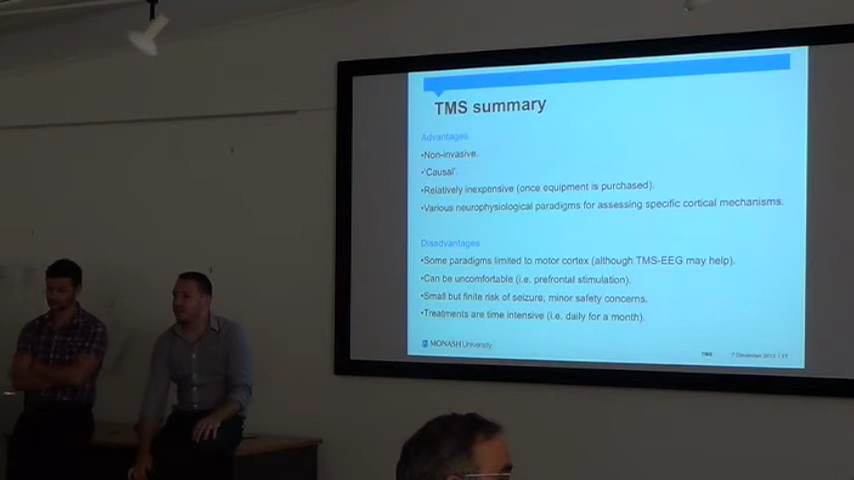 TMS summary
Advantages
•Non-invasive.
•'Causal'.
•Relatively inexpensive (once equipment is purchased).
•Various neurophysiological paradigms for assessing specific cortical mechanisms.
Disadvantages
•Some paradigms limited to motor cortex (although TMS-EEG may help).
•Can be uncomfortable (i.e. prefrontal stimulation).
•Small but finite risk of seizure, minor safety concerns.
•Treatments are time intensive (i.e. daily for a month).
MONASH University
TMS 7 December 2012 | 17